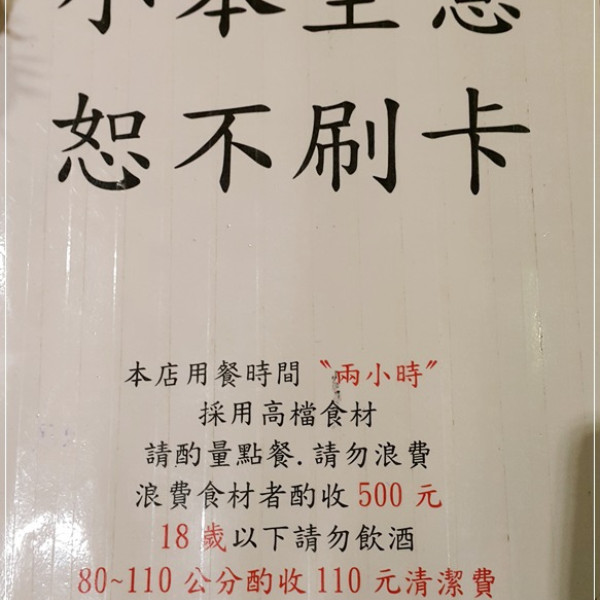 小本生意
恕不刷卡
本店用餐時間〝兩小時〞
採用高檔食材
請酌量點餐.請勿浪費
浪費食材者酌收500元
18歲以下請勿飲酒
80~110公分酌收110元清潔費